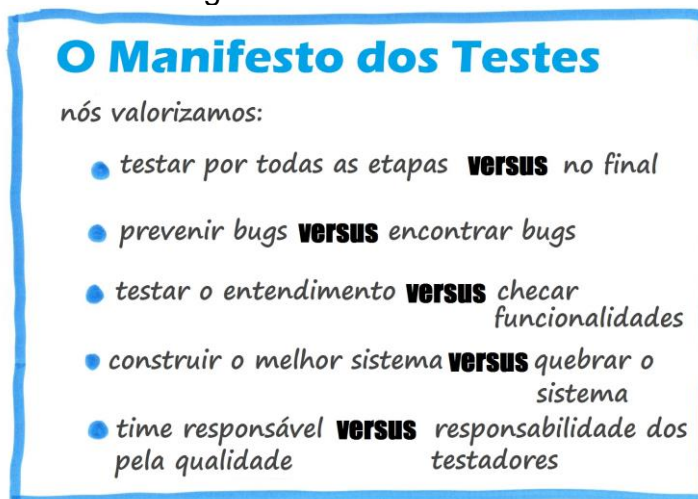 O Manifesto dos Testes
nós valorizamos:
testar por todas as etapas versus no final
prevenir bugs versus encontrar bugs
testar o entendimento versus checar
funcionalidades
construir o melhor sistema versus quebrar o
sistema
time responsável versus responsabilidade dos
pela qualidade testadores